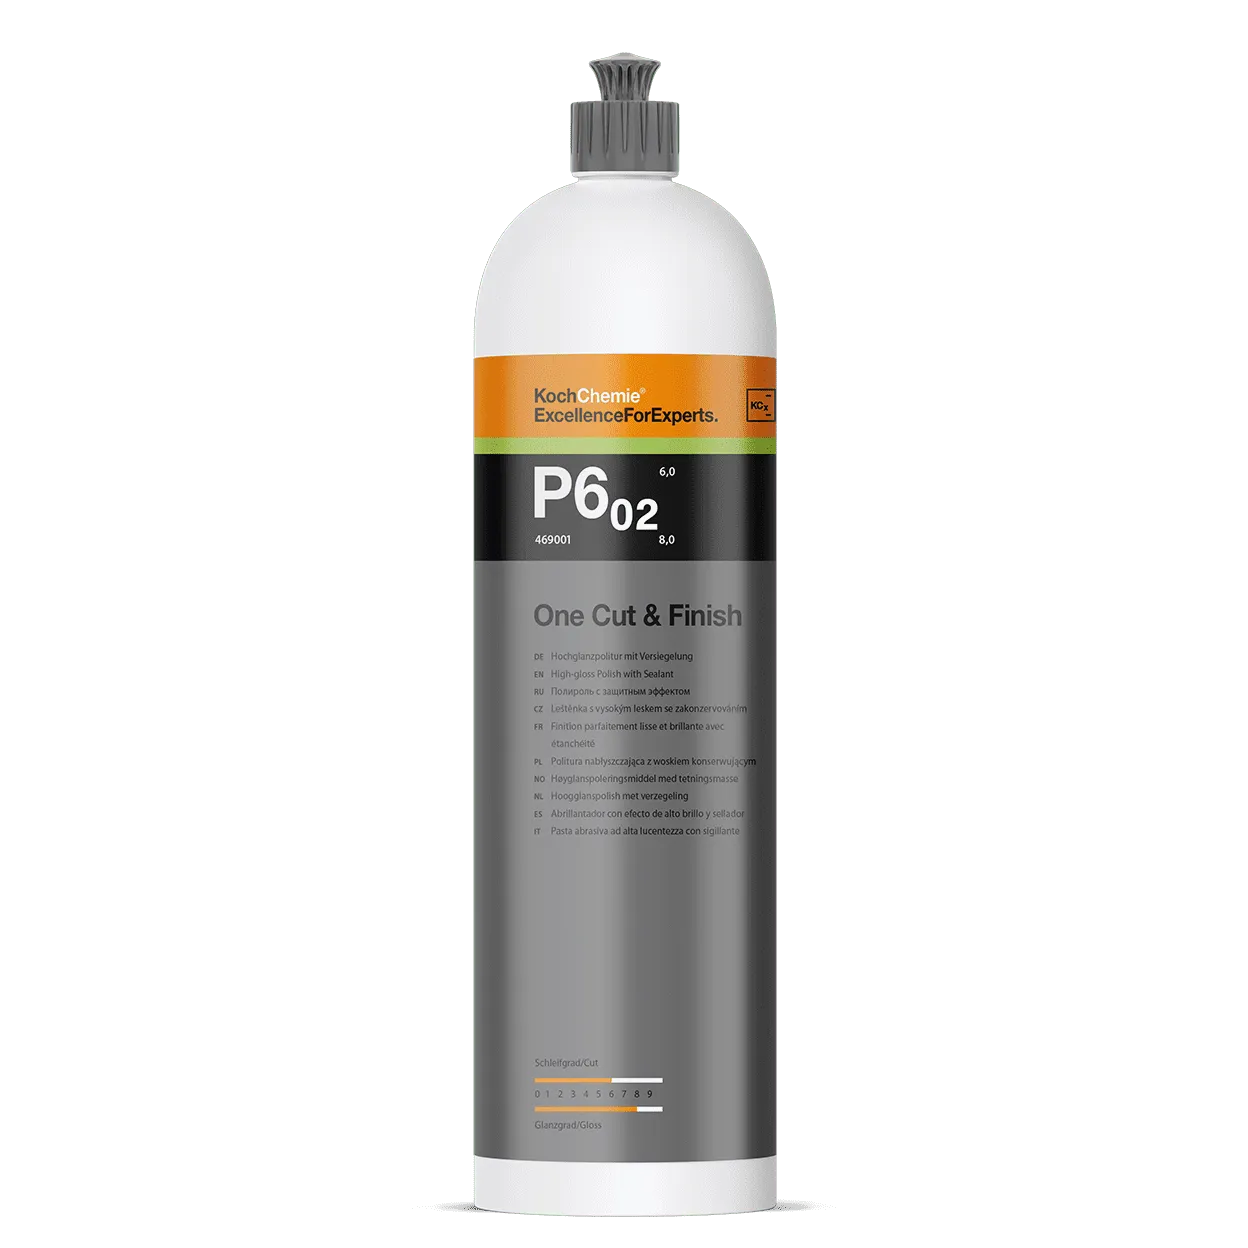 KochChemie®
ExcellenceForExperts.
KCx
P602
6,0
469001
8,0
One Cut & Finish
DE Hochglanzpolitur mit Versiegelung
EN High-gloss Polish with Sealant
RU Полироль с защитным эффектом
CZ Leštěnka s vysokým leskem se zakonzervováním
FR Finition parfaitement lisse et brillante avec
étanchéité
PL Politura nabłyszczająca z woskiem konserwującym
NO Høyglanspoleringsmiddel med tetningsmasse
NL Hoogglanspolish met verzegeling
ES Abrillantador con efecto de alto brillo y sellador
IT Pasta abrasiva ad alta lucentezza con sigillante
Schleifgrad/Cut
0 1 2 3 4 5 6 7 8 9
Glanzgrad/Gloss